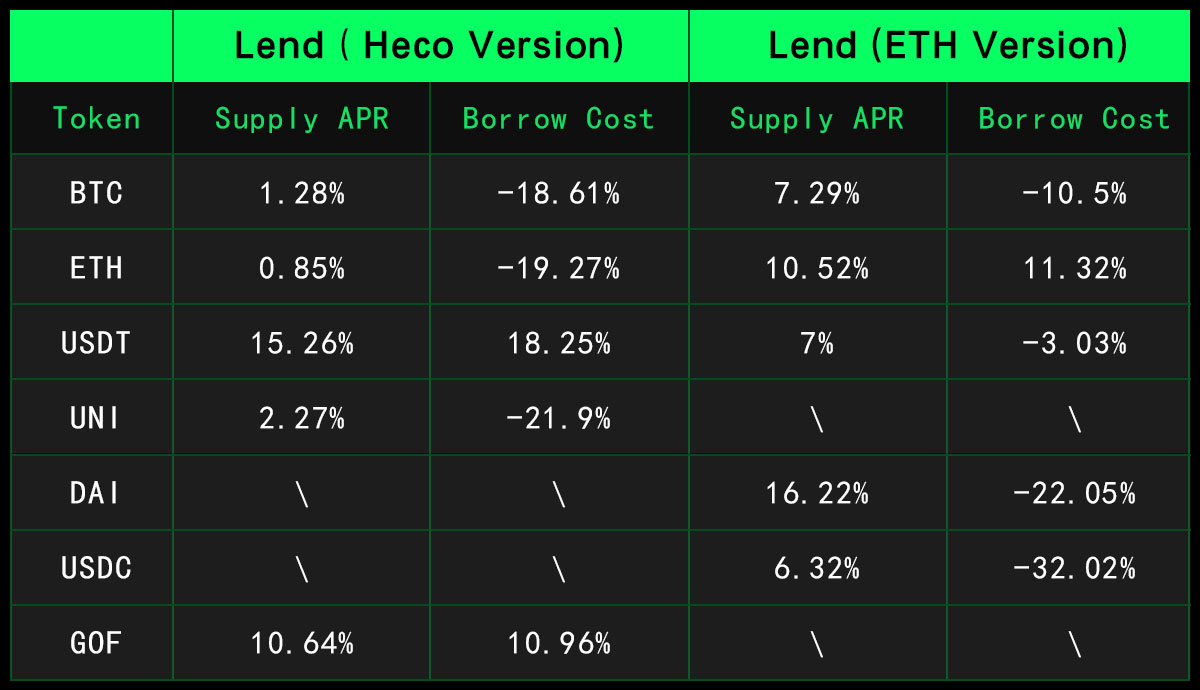 Lend ( Heco Version) Lend (ETH Version)
Token Supply APR Borrow Cost Supply APR Borrow Cost
BTC 1.28% -18.61% 7.29% -10.5%
ETH 0.85% -19.27% 10.52% 11.32%
USDT 15.26% 18.25% 7% -3.03%
UNI 2.27% -21.9% \ \
DAI \ \ 16.22% -22.05%
USDC \ \ 6.32% -32.02%
GOF 10.64% 10.96% \ \